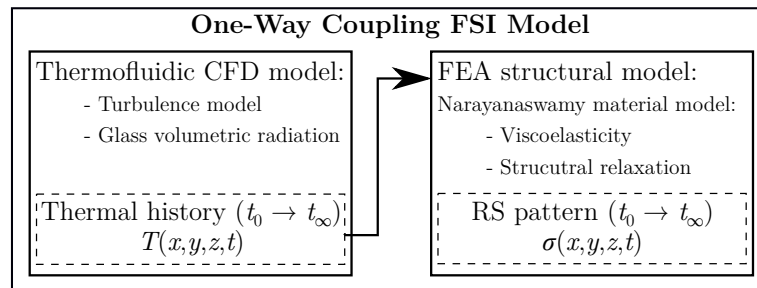 One-Way Coupling FSI Model
Thermofluidic CFD model:
- Turbulence model
- Glass volumetric radiation
Thermal history (t₀ → t∞)
T(x,y,z,t)
FEA structural model:
Narayanaswamy material model:
- Viscoelasticity
- Strucutral relaxation
RS pattern (t₀ → t∞)
σ(x,y,z,t)